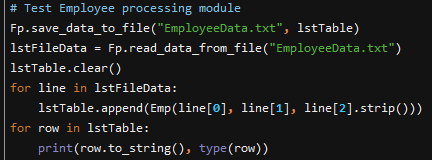 # Test Employee processing module
Fp.save_data_to_file("EmployeeData.txt", lstTable)
lstFileData = Fp.read_data_from_file("EmployeeData.txt")
lstTable.clear()
for line in lstFileData:
    lstTable.append(Emp(line[0], line[1], line[2].strip()))
for row in lstTable:
    print(row.to_string(), type(row))